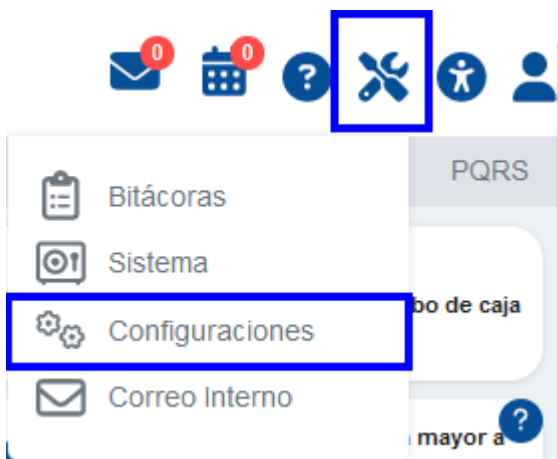 0
0
?
PQRS
Bitácoras
Sistema
bo de caja
Configuraciones
Correo Interno
?
mayor a